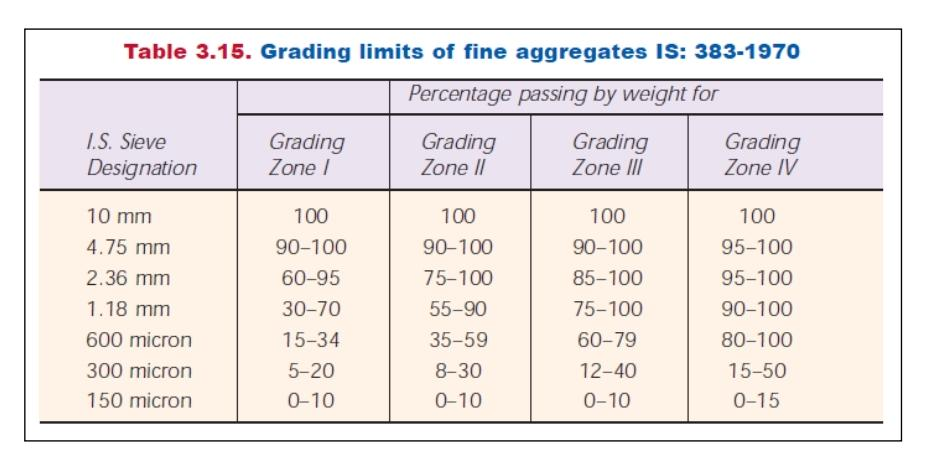 Table 3.15. Grading limits of fine aggregates IS: 383-1970
Percentage passing by weight for
I.S. Sieve Designation Grading Zone I Grading Zone II Grading Zone III Grading Zone IV
10 mm 100 100 100 100
4.75 mm 90–100 90–100 90–100 95–100
2.36 mm 60–95 75–100 85–100 95–100
1.18 mm 30–70 55–90 75–100 90–100
600 micron 15–34 35–59 60–79 80–100
300 micron 5–20 8–30 12–40 15–50
150 micron 0–10 0–10 0–10 0–15